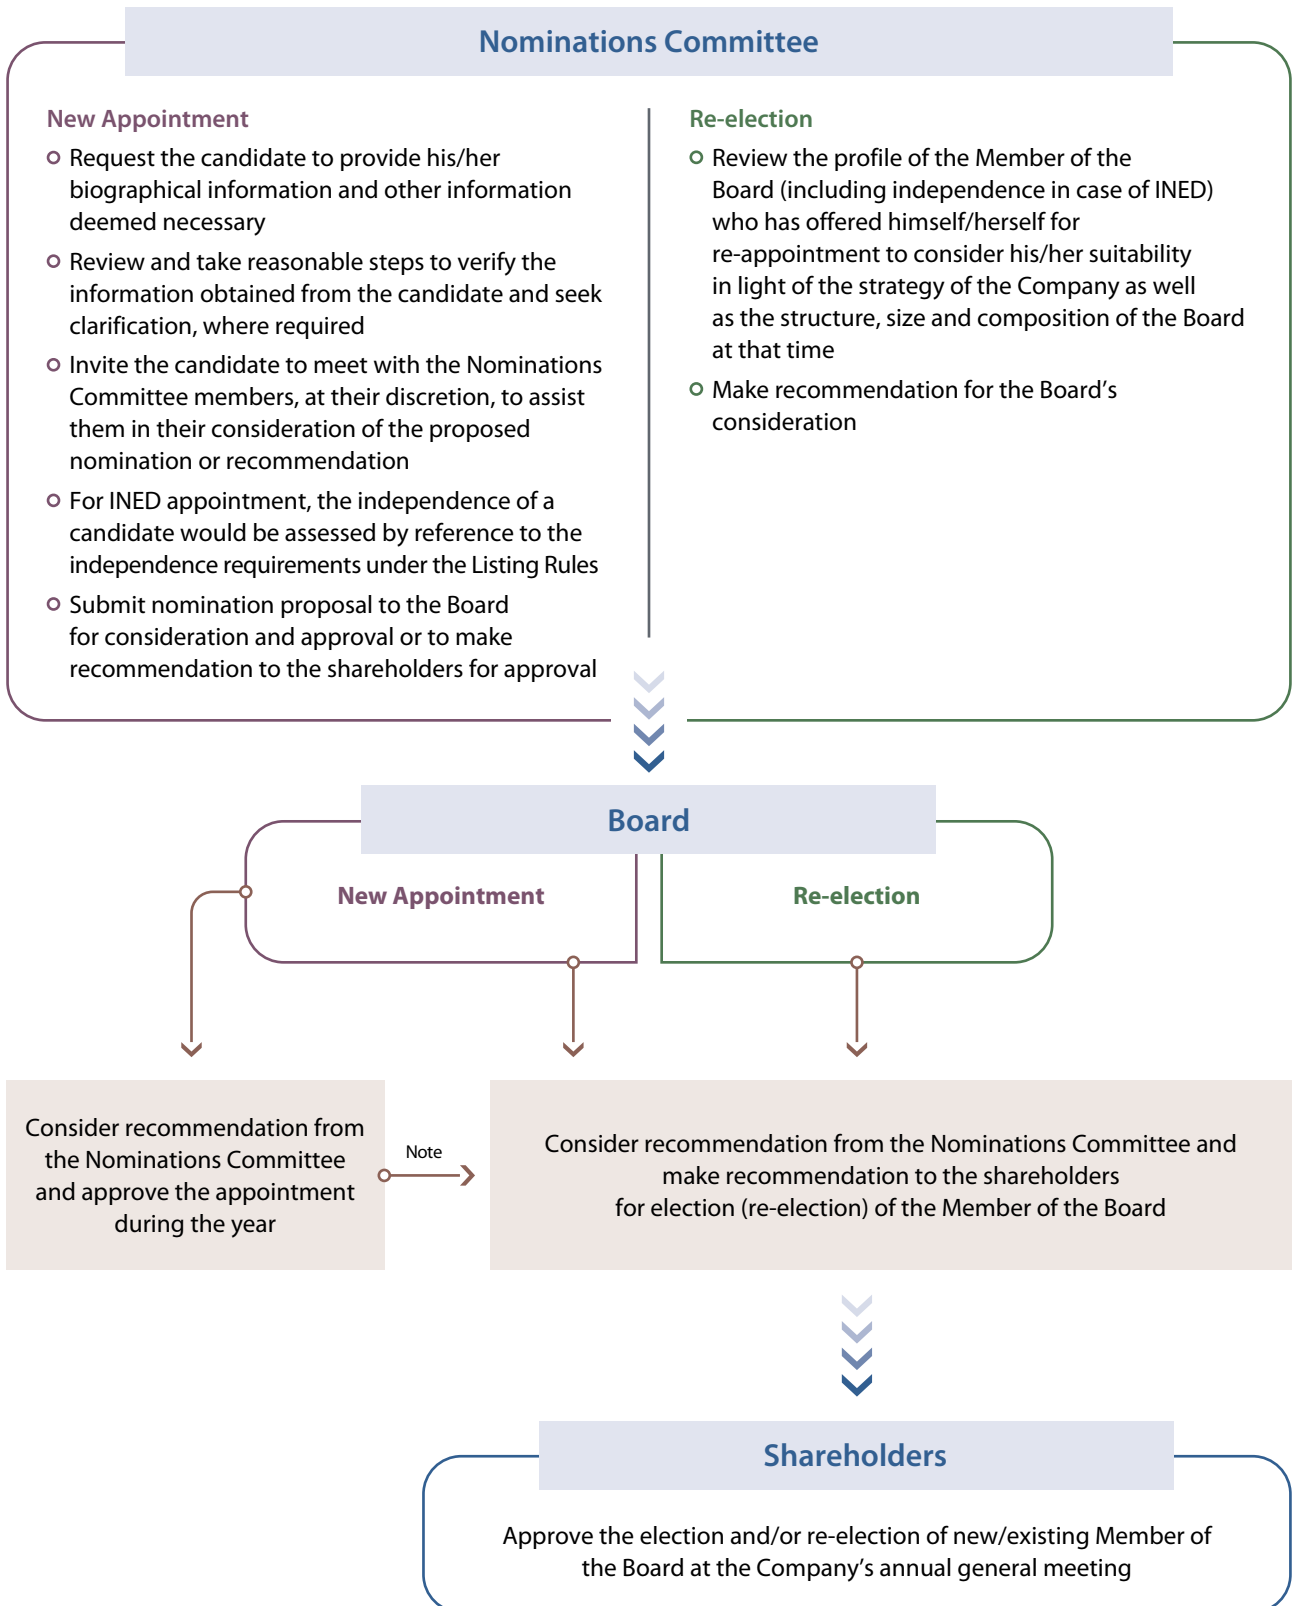 Nominations Committee
New Appointment
Request the candidate to provide his/her
biographical information and other information
deemed necessary
Review and take reasonable steps to verify the
information obtained from the candidate and seek
clarification, where required
Invite the candidate to meet with the Nominations
Committee members, at their discretion, to assist
them in their consideration of the proposed
nomination or recommendation
For INED appointment, the independence of a
candidate would be assessed by reference to the
independence requirements under the Listing Rules
Submit nomination proposal to the Board
for consideration and approval or to make
recommendation to the shareholders for approval
Re-election
Review the profile of the Member of the
Board (including independence in case of INED)
who has offered himself/herself for
re-appointment to consider his/her suitability
in light of the strategy of the Company as well
as the structure, size and composition of the Board
at that time
Make recommendation for the Board's
consideration
Board
New Appointment
Re-election
Consider recommendation from
the Nominations Committee
and approve the appointment
during the year
Note
Consider recommendation from the Nominations Committee and
make recommendation to the shareholders
for election (re-election) of the Member of the Board
Shareholders
Approve the election and/or re-election of new/existing Member of
the Board at the Company's annual general meeting